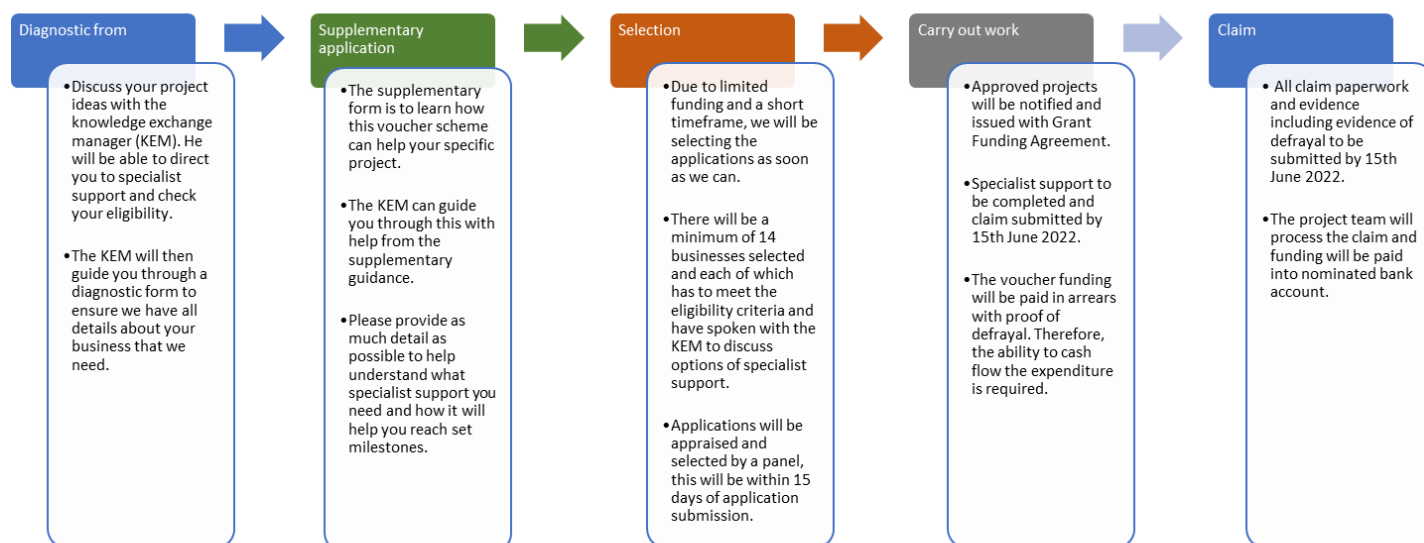 Diagnostic from
•Discuss your project
ideas with the
knowledge exchange
manager (KEM). He
will be able to direct
you to specialist
support and check
your eligibility.
•The KEM will then
guide you through a
diagnostic form to
ensure we have all
details about your
business that we
need.
Supplementary
application
•The supplementary
form is to learn how
this voucher scheme
can help your specific
project.
•The KEM can guide
you through this with
help from the
supplementary
guidance.
•Please provide as
much detail as
possible to help
understand what
specialist support you
need and how it will
help you reach set
milestones.
Selection
•Due to limited
funding and a short
timeframe, we will be
selecting the
applications as soon
as we can.
•There will be a
minimum of 14
businesses selected
and each of which
has to meet the
eligibility criteria and
have spoken with the
KEM to discuss
options of specialist
support.
•Applications will be
appraised and
selected by a panel,
this will be within 15
days of application
submission.
Carry out work
•Approved projects
will be notified and
issued with Grant
Funding Agreement.
•Specialist support to
be completed and
claim submitted by
15th June 2022.
•The voucher funding
will be paid in arrears
with proof of
defrayal. Therefore,
the ability to cash
flow the expenditure
is required.
Claim
• All claim paperwork
and evidence
including evidence of
defrayal to be
submitted by 15th
June 2022.
•The project team will
process the claim and
funding will be paid
into nominated bank
account.